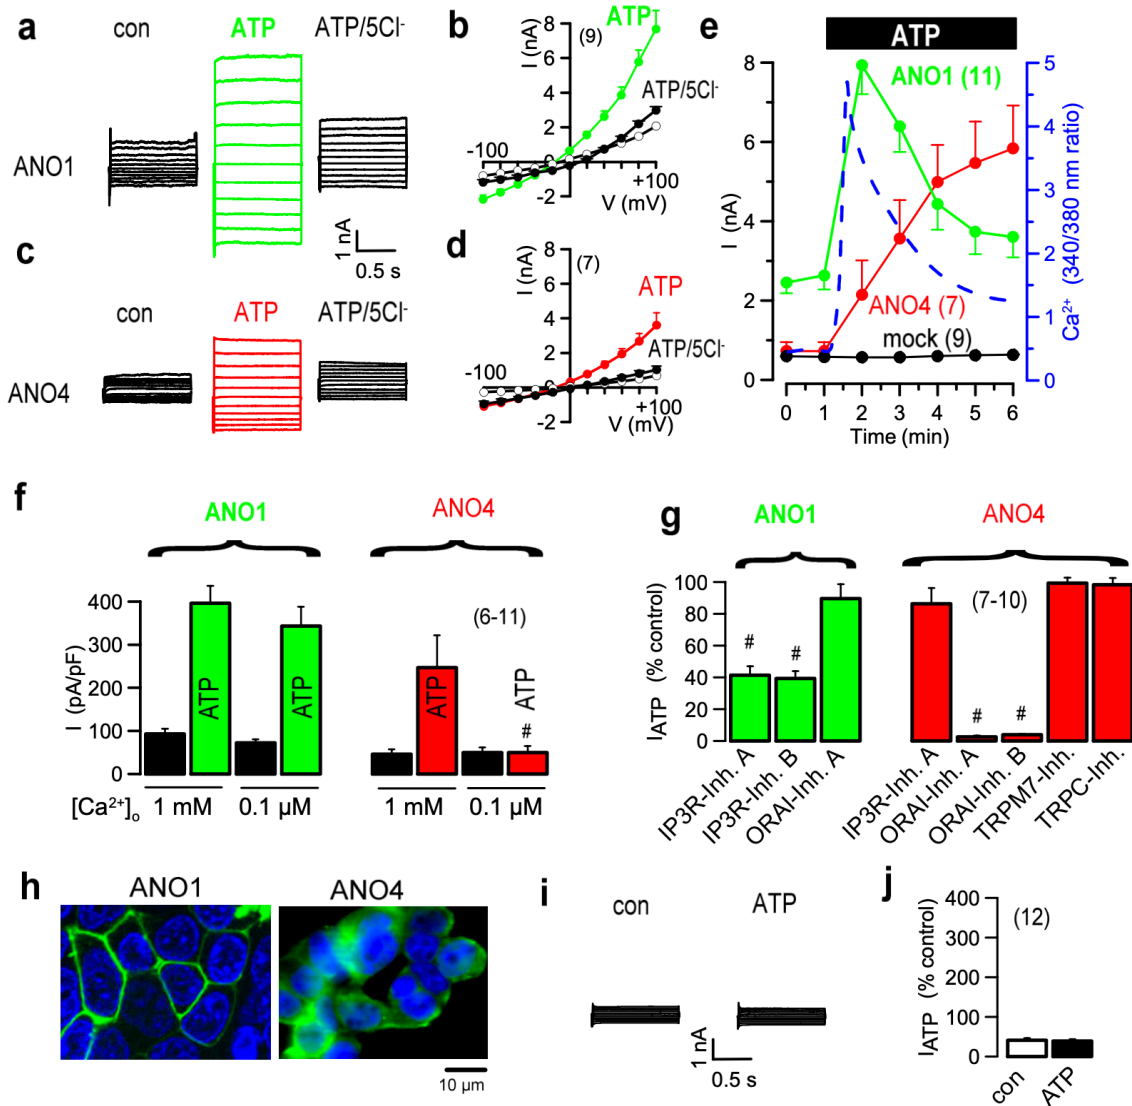 a
con
ATP
ATP/5Cl-
ANO1
1 nA
0.5 s
b
ATP
(9)
I (nA)
8
6
4
2
0
-2
-100
+100
V (mV)
ATP/5Cl-
c
con
ATP
ATP/5Cl-
ANO4
d
(7)
I (nA)
8
6
4
2
0
-2
-100
+100
V (mV)
ATP
ATP/5Cl-
e
ATP
ANO1 (11)
ANO4 (7)
mock (9)
I (nA)
8
6
4
2
0
5
4
3
2
1
0
Ca²⁺ (340/380 nm ratio)
0 1 2 3 4 5 6
Time (min)
f
ANO1
ANO4
(6-11)
I (pA/pF)
400
300
200
100
0
ATP
ATP
ATP
ATP
#
[Ca²⁺]o
1 mM
0.1 µM
1 mM
0.1 µM
g
ANO1
ANO4
(7-10)
IATP (% control)
100
80
60
40
20
0
#
#
#
#
IP3R-Inh. A
IP3R-Inh. B
ORAI-Inh. A
IP3R-Inh. A
ORAI-Inh. A
ORAI-Inh. B
TRPM7-Inh.
TRPC-Inh.
h
ANO1
ANO4
10 µm
i
con
ATP
1 nA
0.5 s
j
(12)
IATP (% control)
400
300
200
100
0
con
ATP